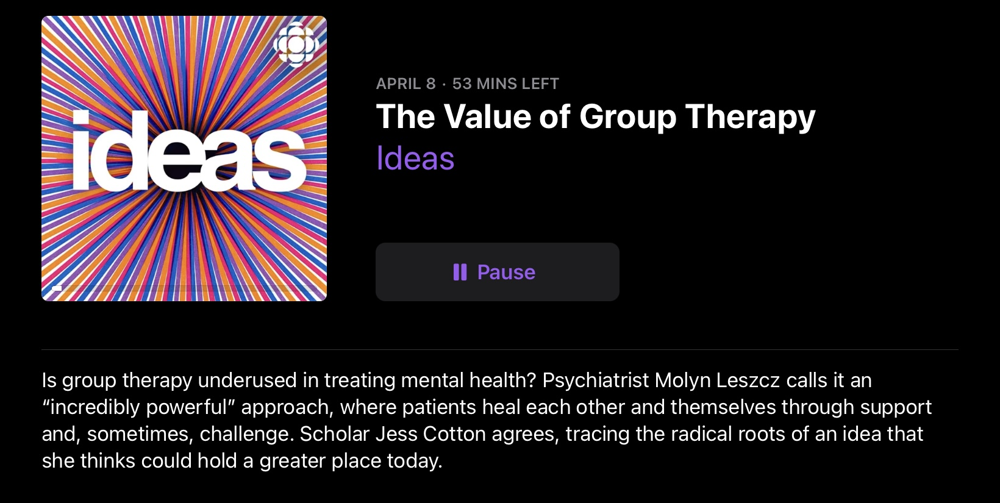 ideas
APRIL 8 · 53 MINS LEFT
The Value of Group Therapy
Ideas
Pause
Is group therapy underused in treating mental health? Psychiatrist Molyn Leszcz calls it an
“incredibly powerful” approach, where patients heal each other and themselves through support
and, sometimes, challenge. Scholar Jess Cotton agrees, tracing the radical roots of an idea that
she thinks could hold a greater place today.